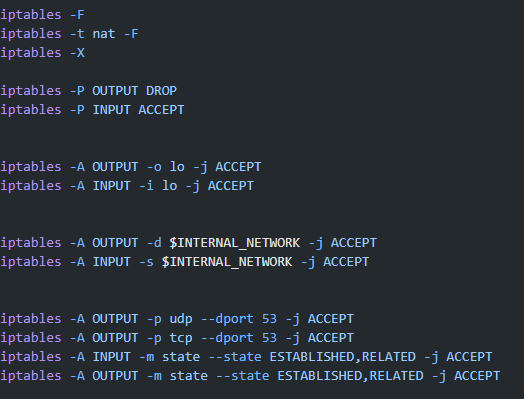 iptables -F
iptables -t nat -F
iptables -X
iptables -P OUTPUT DROP
iptables -P INPUT ACCEPT
iptables -A OUTPUT -o lo -j ACCEPT
iptables -A INPUT -i lo -j ACCEPT
iptables -A OUTPUT -d $INTERNAL_NETWORK -j ACCEPT
iptables -A INPUT -s $INTERNAL_NETWORK -j ACCEPT
iptables -A OUTPUT -p udp --dport 53 -j ACCEPT
iptables -A OUTPUT -p tcp --dport 53 -j ACCEPT
iptables -A INPUT -m state --state ESTABLISHED,RELATED -j ACCEPT
iptables -A OUTPUT -m state --state ESTABLISHED,RELATED -j ACCEPT